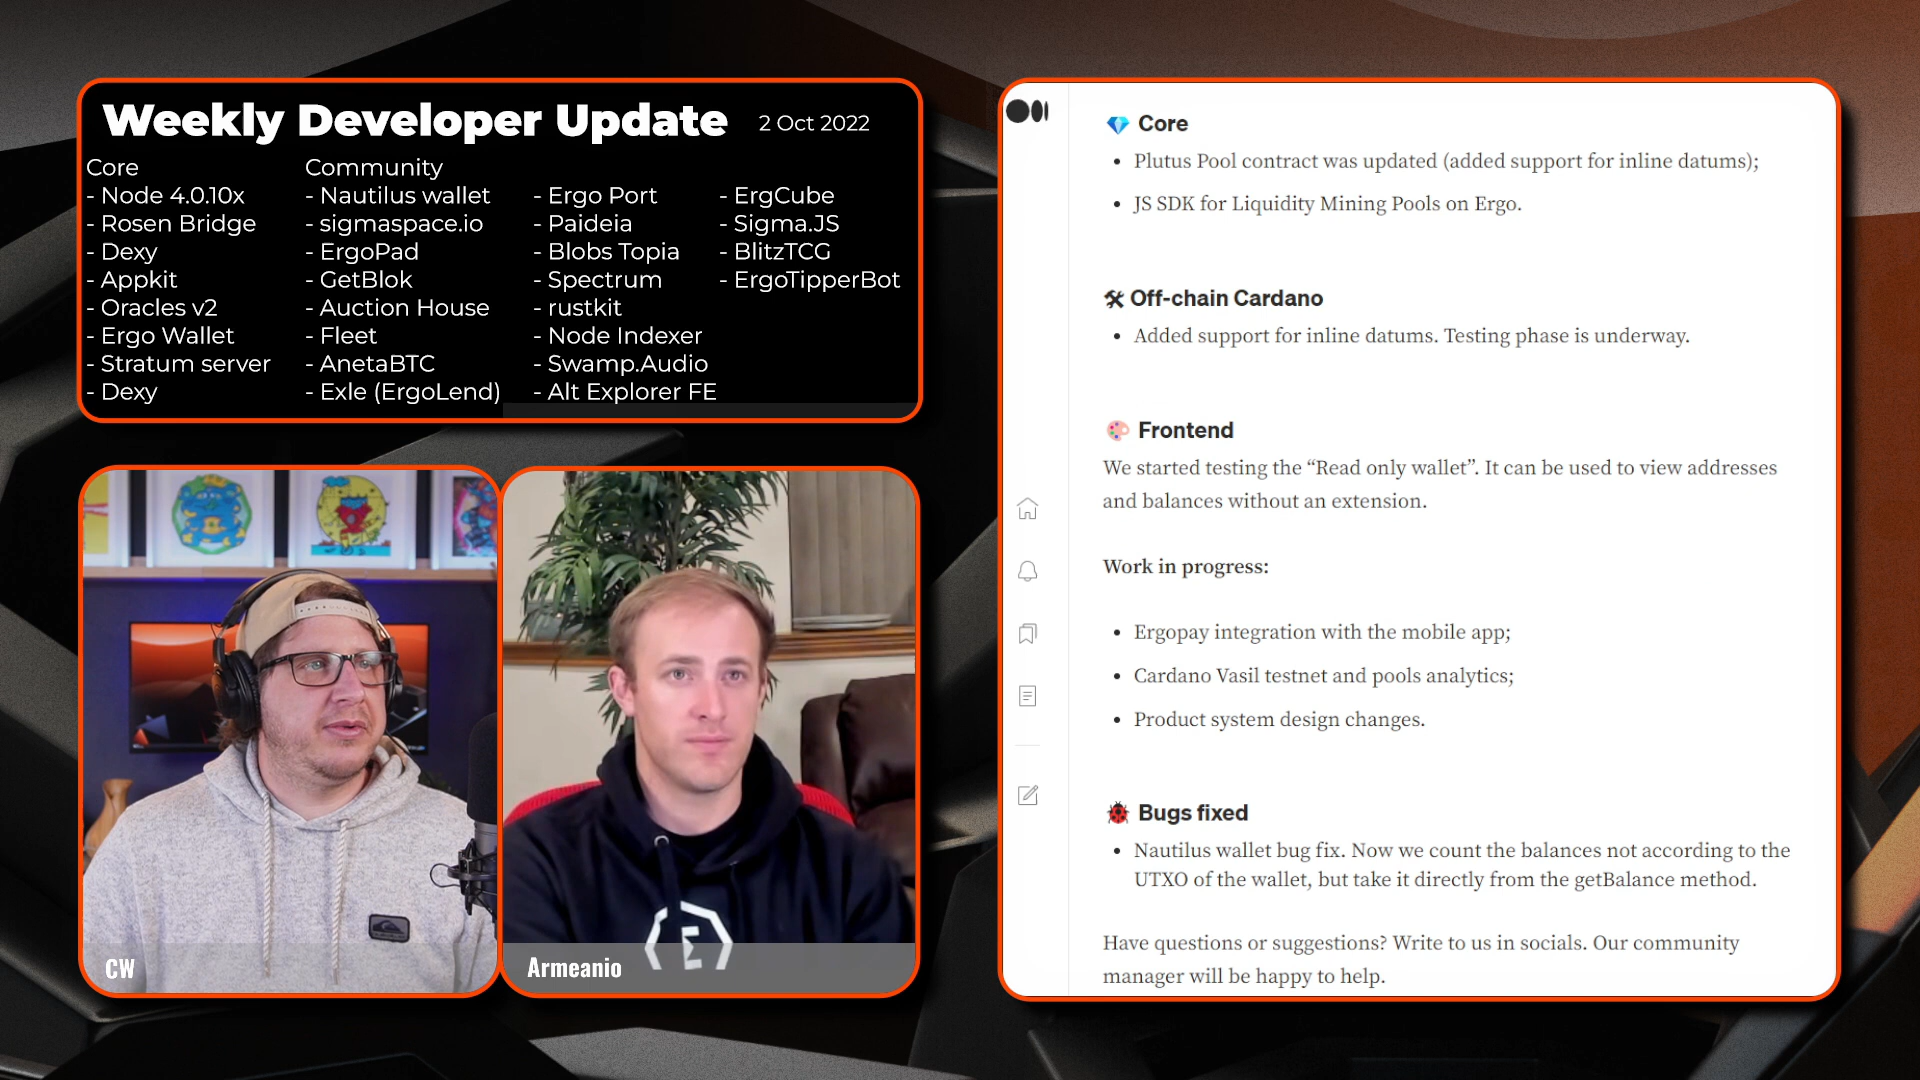 Weekly Developer Update 2 Oct 2022
Core
- Node 4.0.10x
- Rosen Bridge
- Dexy
- Appkit
- Oracles v2
- Ergo Wallet
- Stratum server
- Dexy
Community
- Nautilus wallet
- sigmaspace.io
- ErgoPad
- GetBlok
- Auction House
- Fleet
- AnetaBTC
- Exle (ErgoLend)
- Ergo Port
- Paideia
- Blobs Topia
- Spectrum
- rustkit
- Node Indexer
- Swamp.Audio
- Alt Explorer FE
- ErgCube
- Sigma.JS
- BlitzTCG
- ErgoTipperBot
CW
Armeanio
Core
• Plutus Pool contract was updated (added support for inline datums);
• JS SDK for Liquidity Mining Pools on Ergo.
Off-chain Cardano
• Added support for inline datums. Testing phase is underway.
Frontend
We started testing the “Read only wallet”. It can be used to view addresses
and balances without an extension.
Work in progress:
• Ergopay integration with the mobile app;
• Cardano Vasil testnet and pools analytics;
• Product system design changes.
Bugs fixed
• Nautilus wallet bug fix. Now we count the balances not according to the
UTXO of the wallet, but take it directly from the getBalance method.
Have questions or suggestions? Write to us in socials. Our community
manager will be happy to help.